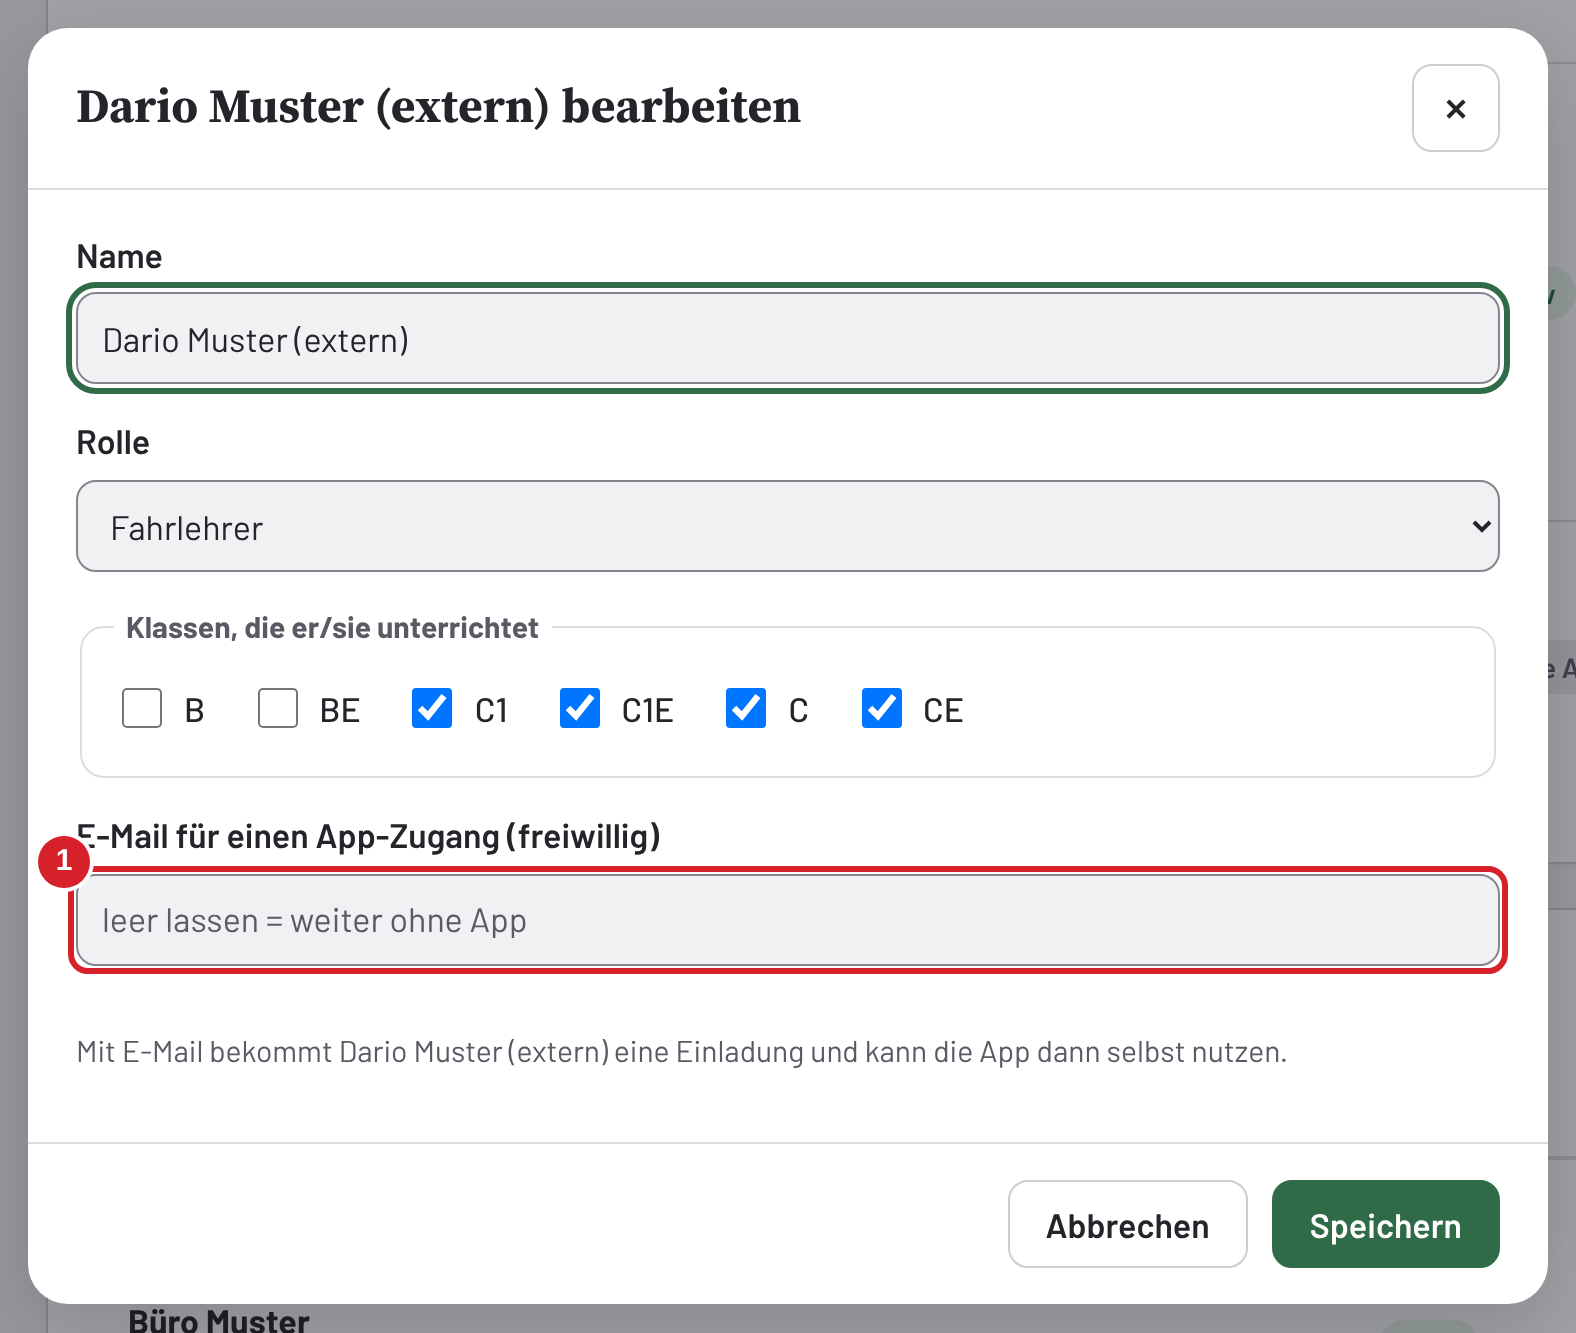 Dario Muster (extern) bearbeiten
×
Name
Dario Muster (extern)
Rolle
Fahrlehrer
Klassen, die er/sie unterrichtet
B BE C1 C1E C CE
E-Mail für einen App-Zugang (freiwillig)
1
leer lassen = weiter ohne App
Mit E-Mail bekommt Dario Muster (extern) eine Einladung und kann die App dann selbst nutzen.
Abbrechen Speichern
Büro Muster